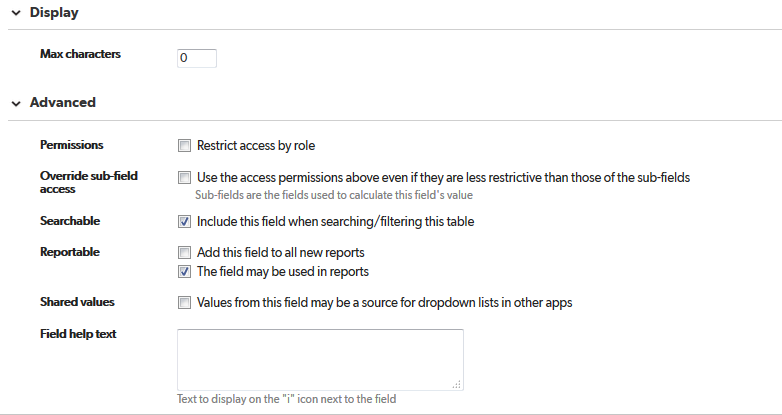 Display
Max characters 0
Advanced
Permissions Restrict access by role
Override sub-field access Use the access permissions above even if they are less restrictive than those of the sub-fields
Sub-fields are the fields used to calculate this field's value
Searchable Include this field when searching/filtering this table
Reportable Add this field to all new reports
The field may be used in reports
Shared values Values from this field may be a source for dropdown lists in other apps
Field help text
Text to display on the "i" icon next to the field